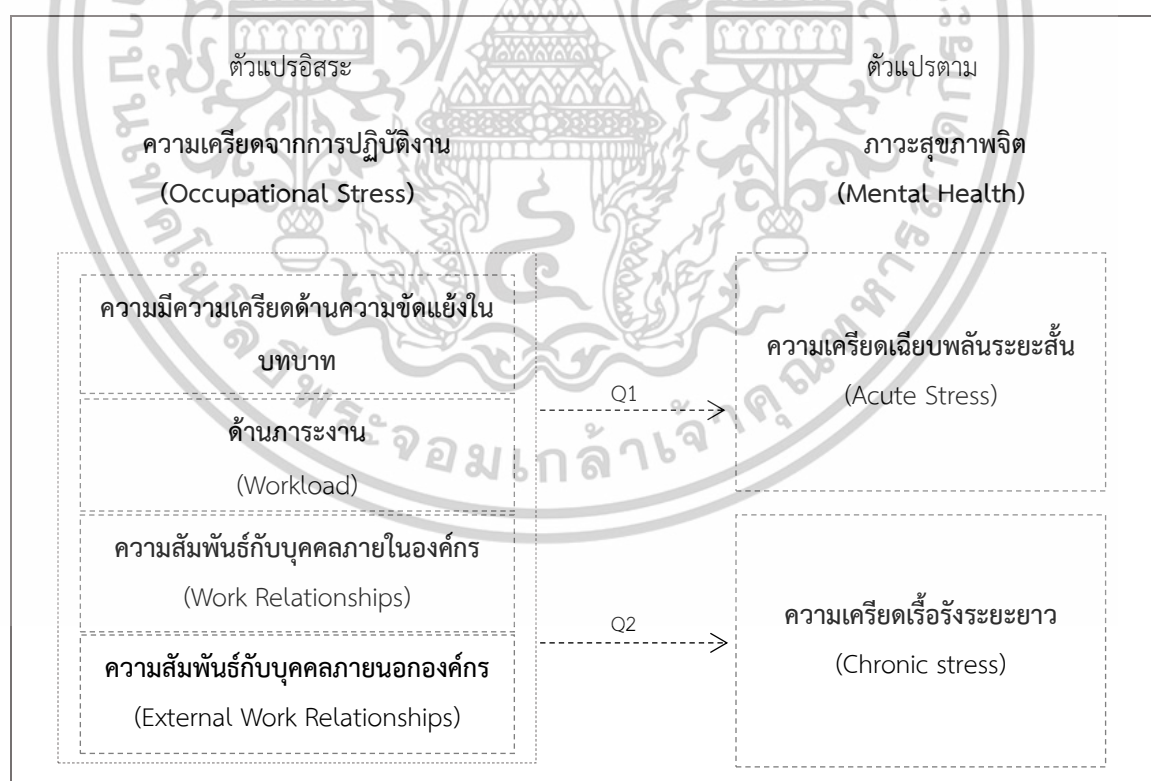 ตัวแปรอิสระ
ความเครียดจากการปฏิบัติงาน
(Occupational Stress)
ความมีความเครียดด้านความขัดแย้งใน
บทบาท
ด้านภาระงาน
(Workload)
ความสัมพันธ์กับบุคคลภายในองค์กร
(Work Relationships)
ความสัมพันธ์กับบุคคลภายนอกองค์กร
(External Work Relationships)
Q1
Q2
ตัวแปรตาม
ภาวะสุขภาพจิต
(Mental Health)
ความเครียดเฉียบพลันระยะสั้น
(Acute Stress)
ความเครียดเรื้อรังระยะยาว
(Chronic stress)